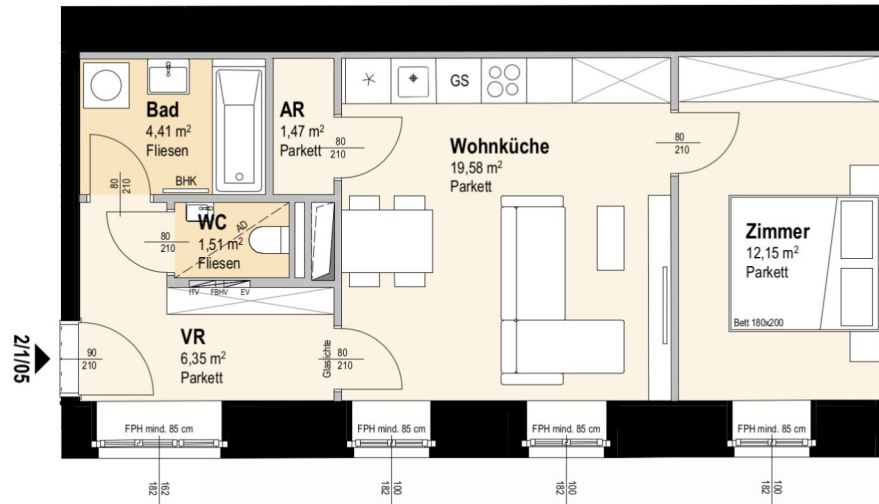 Bad
4,41 m²
Fliesen
BHK
80
210
AR
1,47 m²
Parkett
80
210
GS
Wohnküche
19,58 m²
Parkett
80
210
Zimmer
12,15 m²
Parkett
Bett 180x200
WC
1,51 m²
Fliesen
AD
80
210
ITV
FBHV
EV
VR
6,35 m²
Parkett
90
210
Glaslichte
80
210
2/1/05
FPH mind. 85 cm
FPH mind. 85 cm
FPH mind. 85 cm
FPH mind. 85 cm
162
182
100
182
100
182
100
182